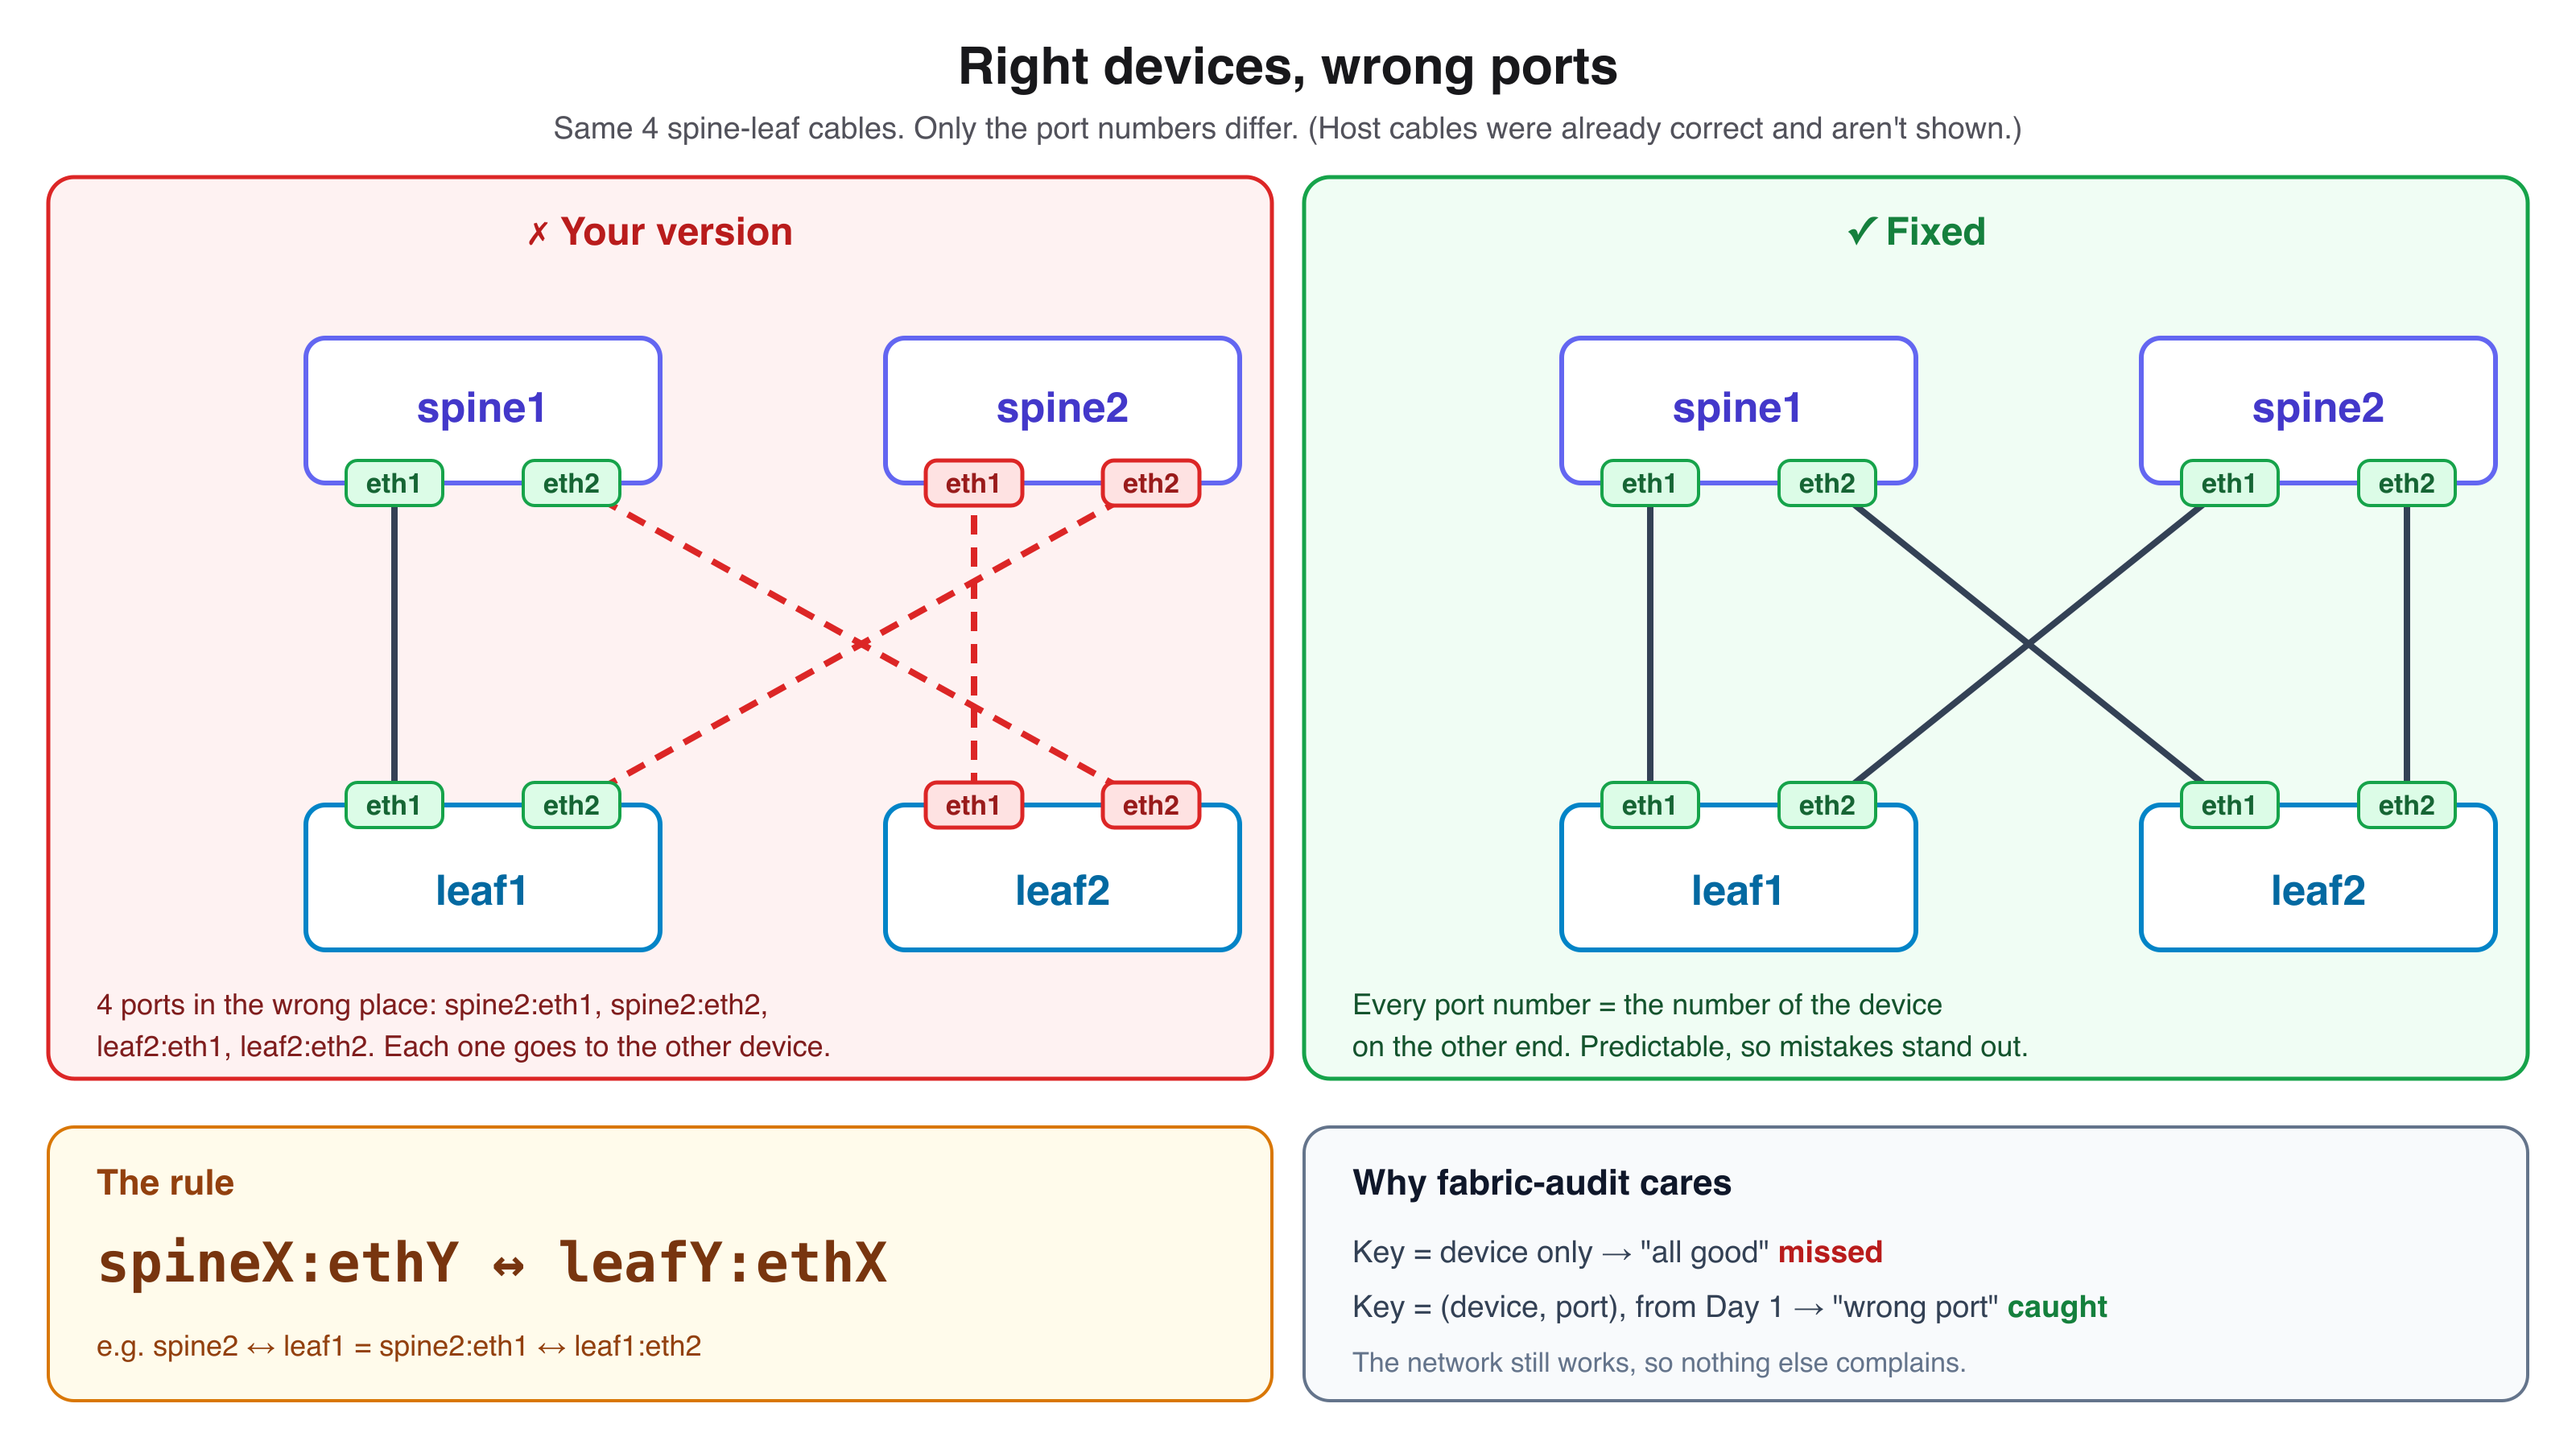 Right devices, wrong ports
Same 4 spine-leaf cables. Only the port numbers differ. (Host cables were already correct and aren't shown.)
✗ Your version
spine1
spine2
eth1
eth2
eth1
eth2
eth1
eth2
eth1
eth2
leaf1
leaf2
4 ports in the wrong place: spine2:eth1, spine2:eth2,
leaf2:eth1, leaf2:eth2. Each one goes to the other device.
✓ Fixed
spine1
spine2
eth1
eth2
eth1
eth2
eth1
eth2
eth1
eth2
leaf1
leaf2
Every port number = the number of the device
on the other end. Predictable, so mistakes stand out.
The rule
spineX:ethY ↔ leafY:ethX
e.g. spine2 ↔ leaf1 = spine2:eth1 ↔ leaf1:eth2
Why fabric-audit cares
Key = device only → "all good" missed
Key = (device, port), from Day 1 → "wrong port" caught
The network still works, so nothing else complains.